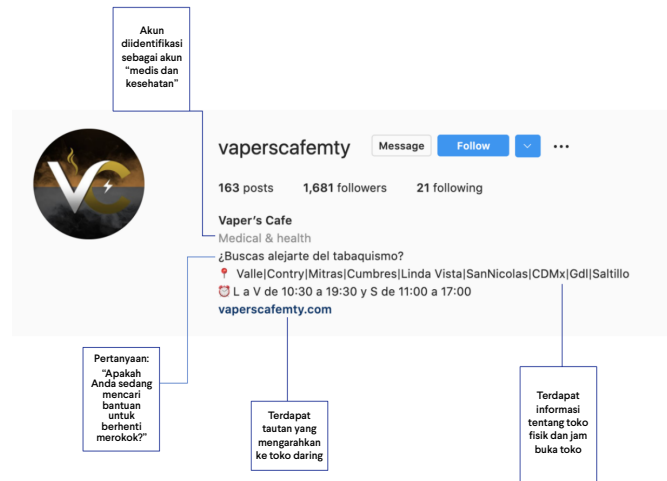 Akun
diidentifikasi
sebagai akun
“medis dan
kesehatan”
VC
vaperscafemty
Message
Follow
163 posts 1,681 followers 21 following
Vaper's Cafe
Medical & health
¿Buscas alejarte del tabaquismo?
Valle|Contry|Mitras|Cumbres|Linda Vista|SanNicolas|CDMx|Gdl|Saltillo
L a V de 10:30 a 19:30 y S de 11:00 a 17:00
vaperscafemty.com
Pertanyaan:
“Apakah
Anda sedang
mencari
bantuan
untuk
berhenti
merokok?”
Terdapat
tautan yang
mengarahkan
ke toko daring
Terdapat
informasi
tentang toko
fisik dan jam
buka toko